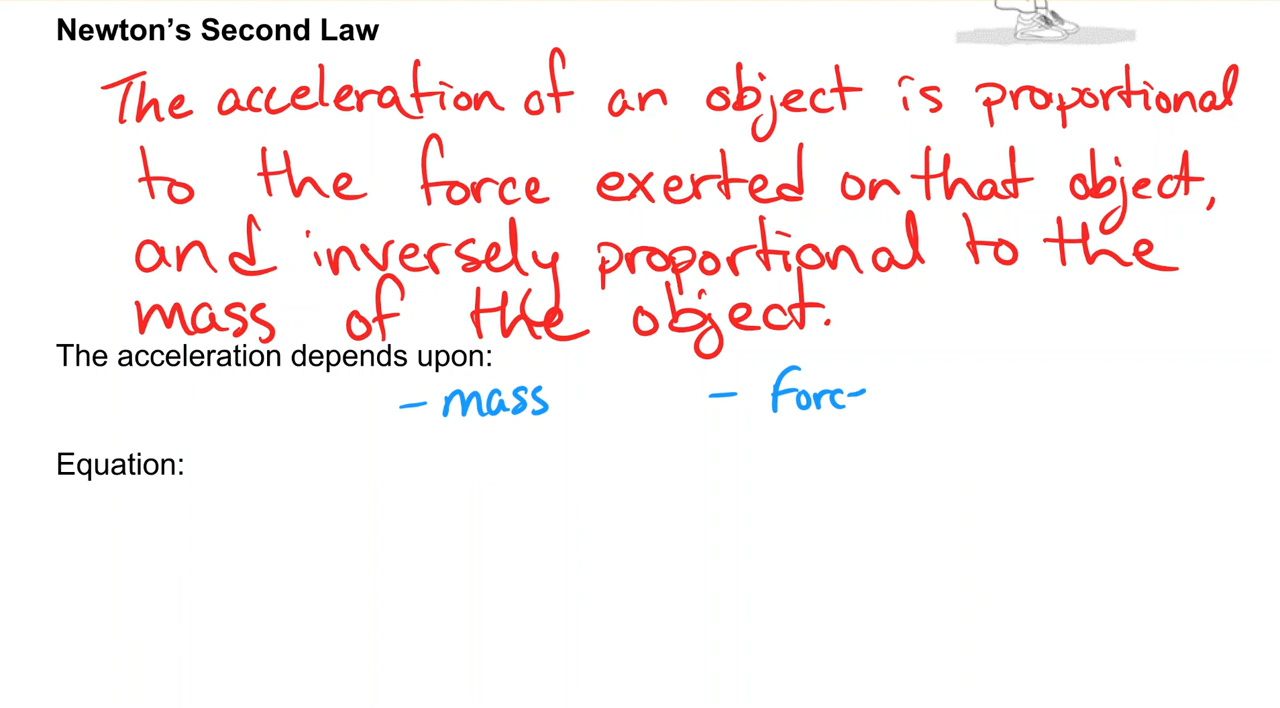 Newton’s Second Law
The acceleration of an object is proportional
to the force exerted on that object,
and inversely proportional to the
mass of the object.
The acceleration depends upon:
- mass - Forc
Equation: